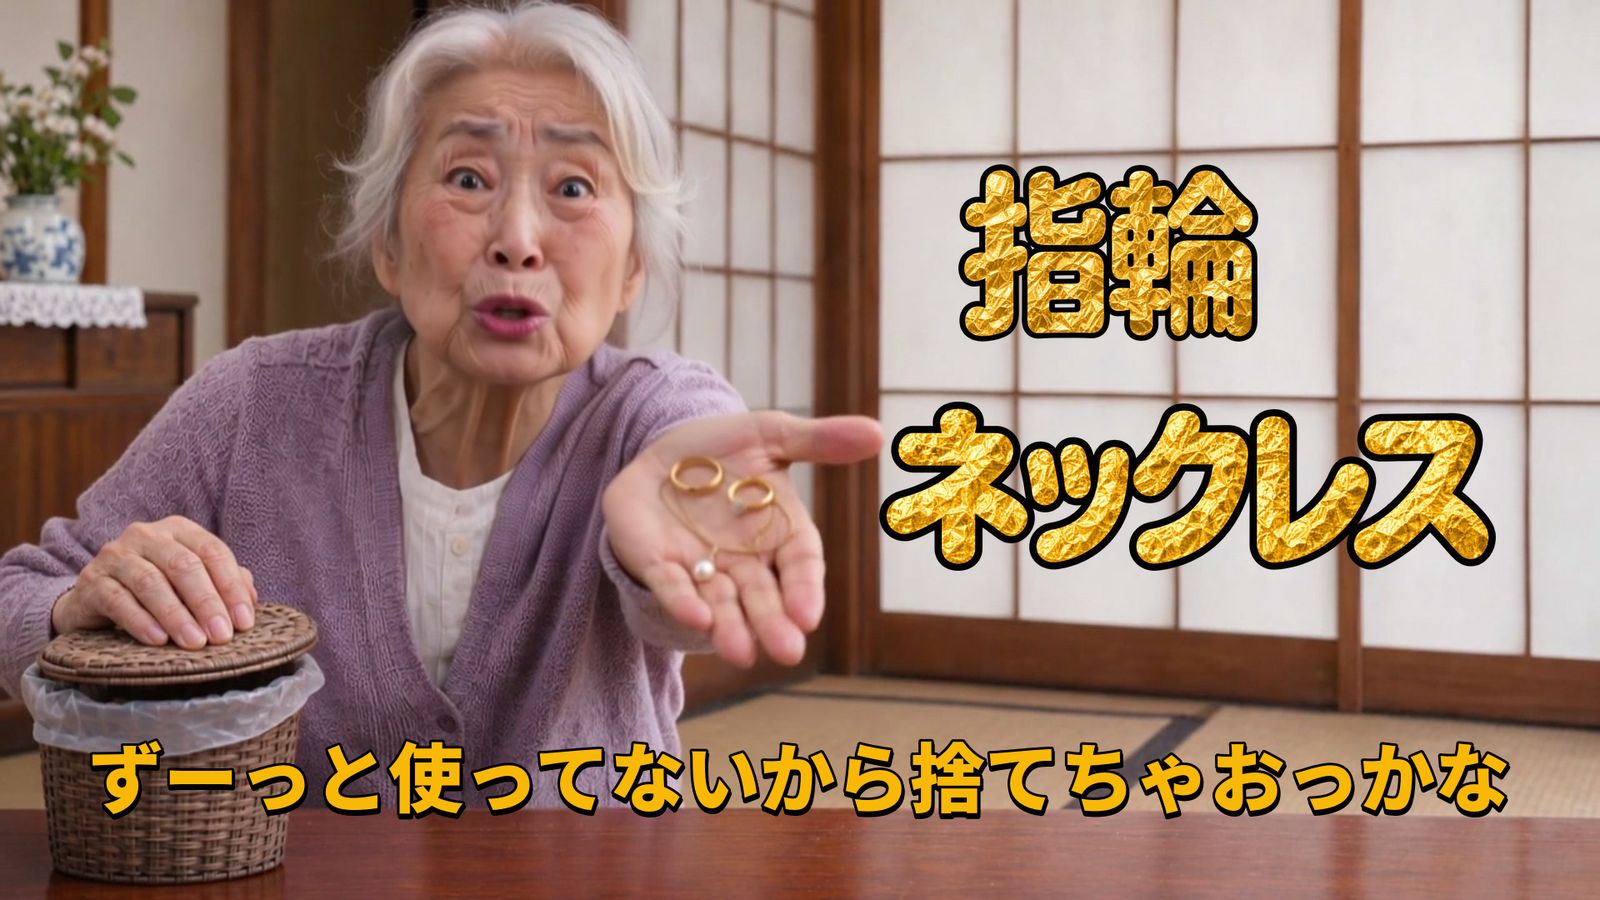 指輪
ネックレス
ずーっと使ってないから捨てちゃおっかな